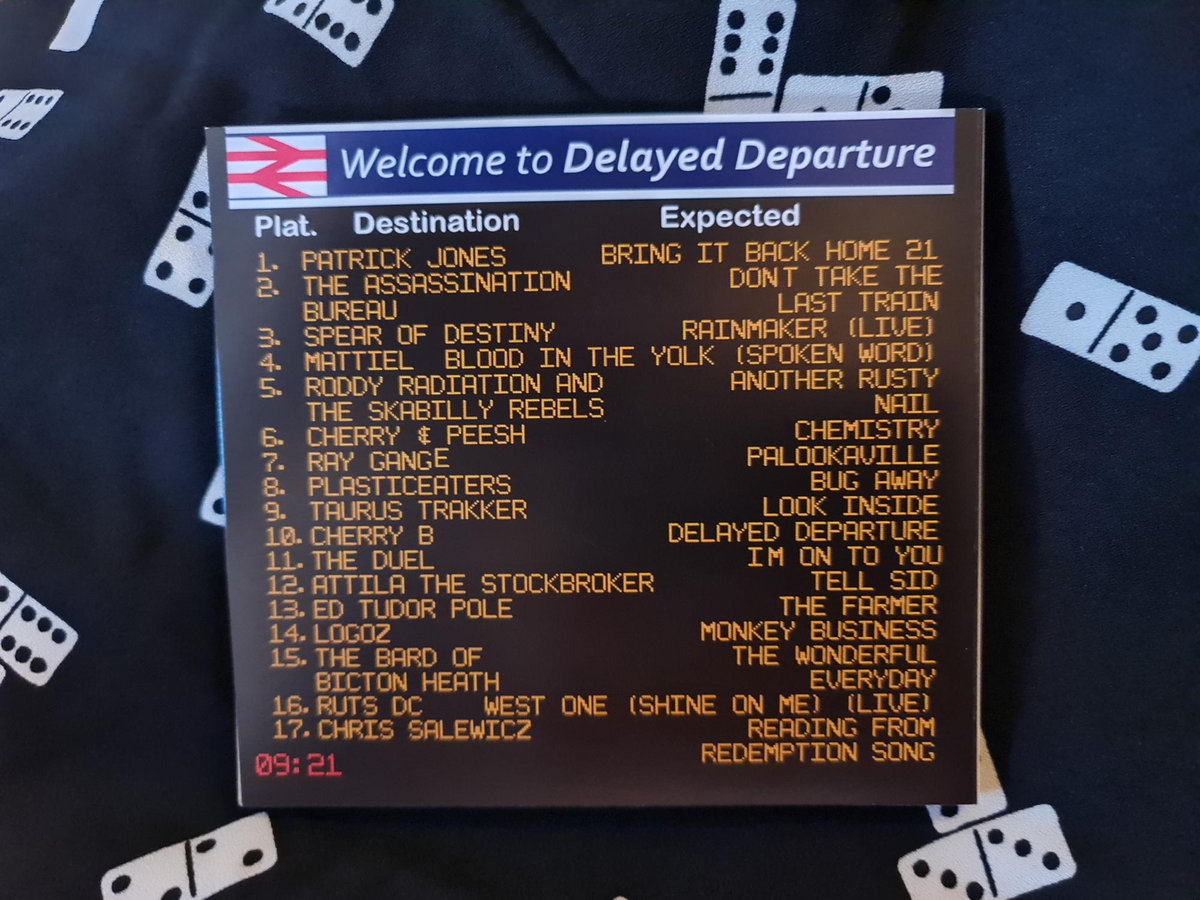 Welcome to Delayed Departure
Plat. Destination Expected
1. PATRICK JONES BRING IT BACK HOME 21
2. THE ASSASSINATION DON'T TAKE THE
BUREAU LAST TRAIN
3. SPEAR OF DESTINY RAINMAKER (LIVE)
4. MATTIEL BLOOD IN THE YOLK (SPOKEN WORD)
5. RODDY RADIATION AND ANOTHER RUSTY
THE SKABILLY REBELS NAIL
6. CHERRY & PEESH CHEMISTRY
7. RAY GANGE PALOOKAVILLE
8. PLASTICEATERS BUG AWAY
9. TAURUS TRAKKER LOOK INSIDE
10. CHERRY B DELAYED DEPARTURE
11. THE DUEL I'M ON TO YOU
12. ATTILA THE STOCKBROKER TELL SID
13. ED TUDOR POLE THE FARMER
14. LOGOZ MONKEY BUSINESS
15. THE BARD OF THE WONDERFUL
BICTON HEATH EVERYDAY
16. RUTS DC WEST ONE (SHINE ON ME) (LIVE)
17. CHRIS SALEWICZ READING FROM
REDEMPTION SONG
09:21